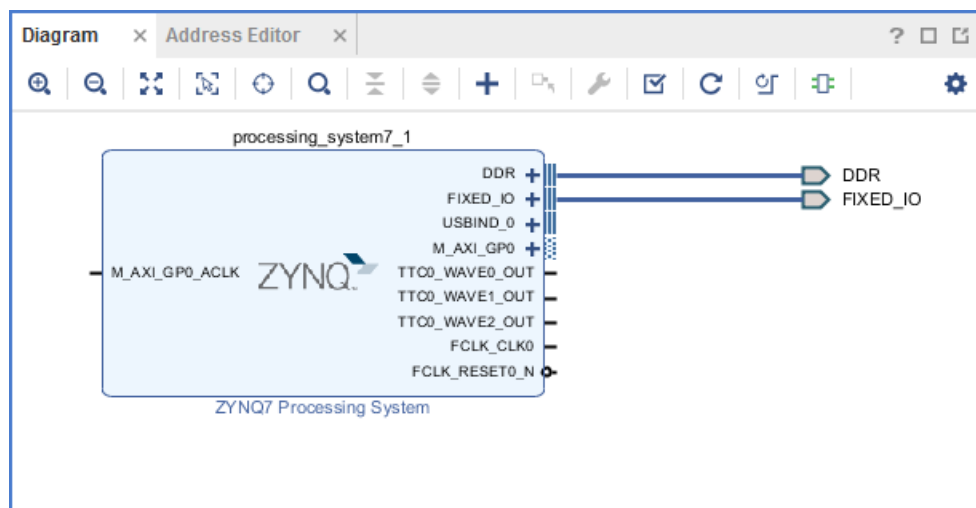 Diagram
Address Editor
processing_system7_1
DDR
FIXED_IO
USBIND_0
M_AXI_GP0
M_AXI_GP0_ACLK
ZYNQ
TTC0_WAVE0_OUT
TTC0_WAVE1_OUT
TTC0_WAVE2_OUT
FCLK_CLK0
FCLK_RESET0_N
ZYNQ7 Processing System
DDR
FIXED_IO